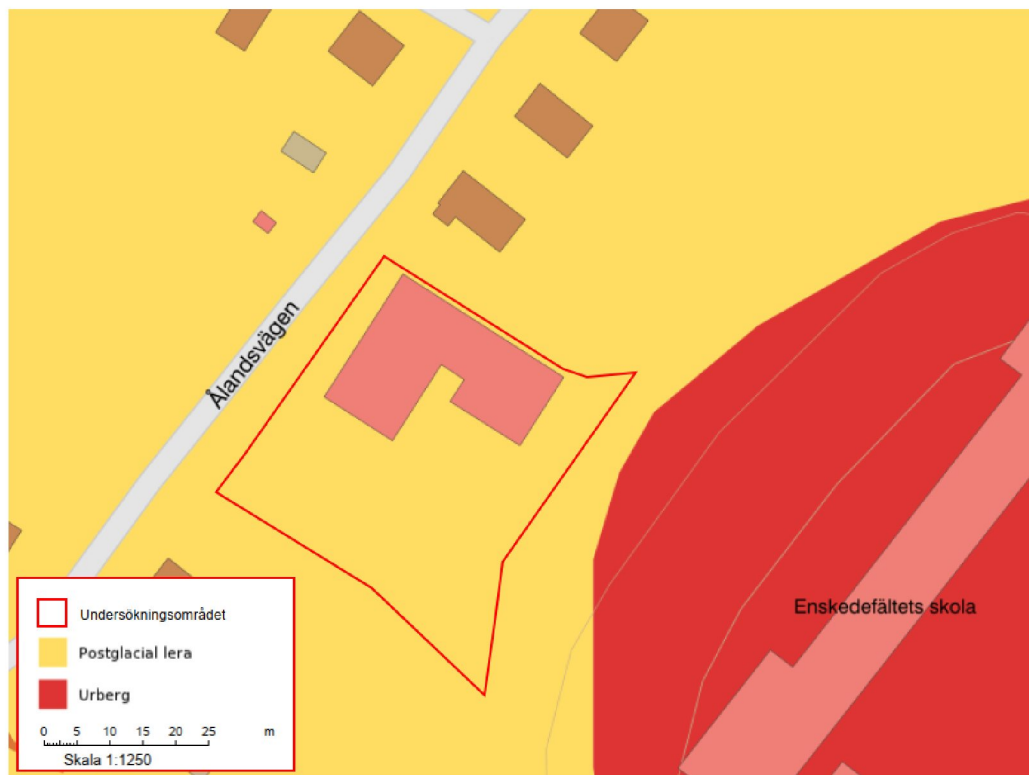 Ålandsvägen
Enskedefältets skola
Undersökningsområdet
Postglacial lera
Urberg
0 5 10 15 20 25 m
Skala 1:1250